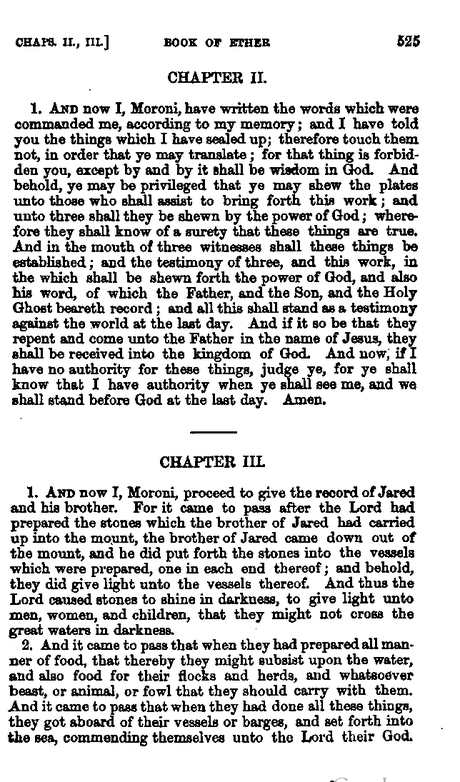 CHAPS. II., III.] BOOK OF ETHER 525
CHAPTER II.
1. AND now I, Moroni, have written the words which were
commanded me, according to my memory; and I have told
you the things which I have sealed up; therefore touch them
not, in order that ye may translate; for that thing is forbid-
den you, except by and by it shall be wisdom in God. And
behold, ye may be privileged that ye may shew the plates
unto those who shall assist to bring forth this work; and
unto three shall they be shewn by the power of God; where-
fore they shall know of a surety that these things are true.
And in the mouth of three witnesses shall these things be
established; and the testimony of three, and this work, in
the which shall be shewn forth the power of God, and also
his word, of which the Father, and the Son, and the Holy
Ghost beareth record; and all this shall stand as a testimony
against the world at the last day. And if it so be that they
repent and come unto the Father in the name of Jesus, they
shall be received into the kingdom of God. And now, if I
have no authority for these things, judge ye, for ye shall
know that I have authority when ye shall see me, and we
shall stand before God at the last day. Amen.
CHAPTER III.
1. AND now I, Moroni, proceed to give the record of Jared
and his brother. For it came to pass after the Lord had
prepared the stones which the brother of Jared had carried
up into the mount, the brother of Jared came down out of
the mount, and he did put forth the stones into the vessels
which were prepared, one in each end thereof; and behold,
they did give light unto the vessels thereof. And thus the
Lord caused stones to shine in darkness, to give light unto
men, women, and children, that they might not cross the
great waters in darkness.
2. And it came to pass that when they had prepared all man-
ner of food, that thereby they might subsist upon the water,
and also food for their flocks and herds, and whatsoever
beast, or animal, or fowl that they should carry with them.
And it came to pass that when they had done all these things,
they got aboard of their vessels or barges, and set forth into
the sea, commending themselves unto the Lord their God.